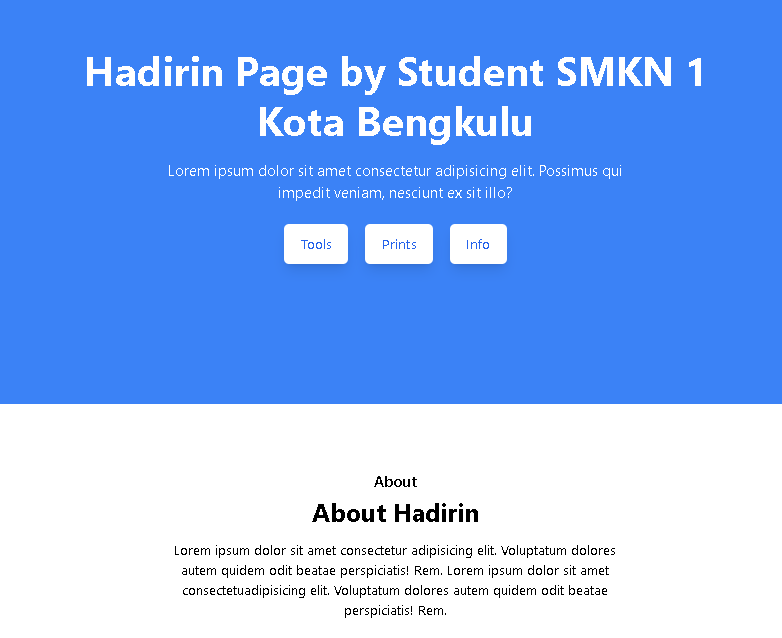 Hadirin Page by Student SMKN 1
Kota Bengkulu
Lorem ipsum dolor sit amet consectetur adipisicing elit. Possimus qui
impedit veniam, nesciunt ex sit illo?
Tools
Prints
Info
About
About Hadirin
Lorem ipsum dolor sit amet consectetur adipisicing elit. Voluptatum dolores
autem quidem odit beatae perspiciatis! Rem. Lorem ipsum dolor sit amet
consectetuadipisicing elit. Voluptatum dolores autem quidem odit beatae
perspiciatis! Rem.